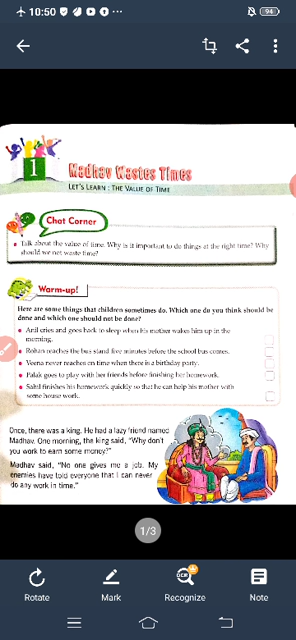 10:50
94
1
Madhav Wastes Times
LET'S LEARN : THE VALUE OF TIME
Chat Corner
Talk about the value of time. Why is it important to do things at the right time? Why
should we not waste time?
Warm-up!
Here are some things that children sometimes do. Which one do you think should be
done and which one should not be done?
Anil cries and goes back to sleep when his mother wakes him up in the
morning.
Rohan reaches the bus stand five minutes before the school bus comes.
Veena never reaches on time when there is a birthday party.
Palak goes to play with her friends before finishing her homework.
Sahil finishes his homework quickly so that he can help his mother with
some house work.
Once, there was a king. He had a lazy friend named
Madhav. One morning, the king said, "Why don't
you work to earn some money?"
Madhav said, "No one gives me a job. My
enemies have told everyone that I can never
do any work in time."
1/3
OCR
Rotate
Mark
Recognize
Note